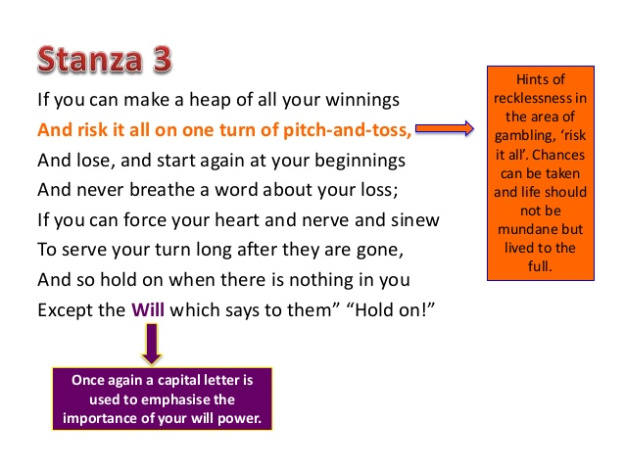 Stanza 3
If you can make a heap of all your winnings
And risk it all on one turn of pitch-and-toss,
And lose, and start again at your beginnings
And never breathe a word about your loss;
If you can force your heart and nerve and sinew
To serve your turn long after they are gone,
And so hold on when there is nothing in you
Except the Will which says to them” “Hold on!”
Hints of
recklessness in
the area of
gambling, ‘risk
it all’. Chances
can be taken
and life should
not be
mundane but
lived to the
full.
Once again a capital letter is
used to emphasise the
importance of your will power.